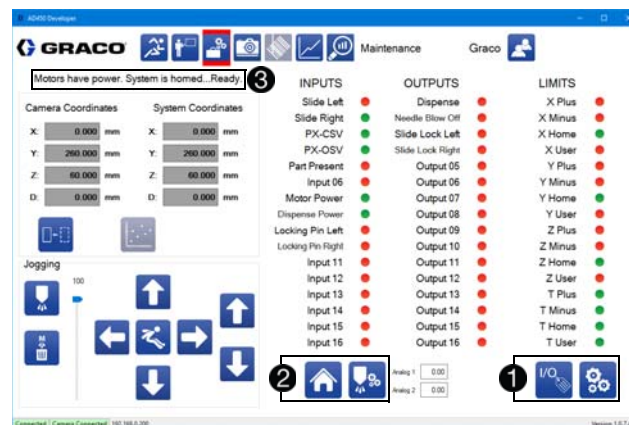 AD450 Developer
GRACO
Maintenance
Graco
Motors have power. System is homed...Ready.
3
Camera Coordinates
System Coordinates
X: 0.000 mm
X: 0.000 mm
Y: 260.000 mm
Y: 260.000 mm
Z: 60.000 mm
Z: 60.000 mm
D: 0.000 mm
D: 0.000 mm
Jogging
100
INPUTS
Slide Left
Slide Right
PX-CSV
PX-OSV
Part Present
Input 06
Motor Power
Dispense Power
Locking Pin Left
Locking Pin Right
Input 11
Input 12
Input 13
Input 14
Input 15
Input 16
OUTPUTS
Dispense
Needle Blow Off
Slide Lock Left
Slide Lock Right
Output 05
Output 06
Output 07
Output 08
Output 09
Output 10
Output 11
Output 12
Output 13
Output 14
Output 15
Output 16
LIMITS
X Plus
X Minus
X Home
X User
Y Plus
Y Minus
Y Home
Y User
Z Plus
Z Minus
Z Home
Z User
T Plus
T Minus
T Home
T User
2
Analog 1 0.00
Analog 2 0.00
1
I/O
Connected
Camera Connected
192.168.0.200